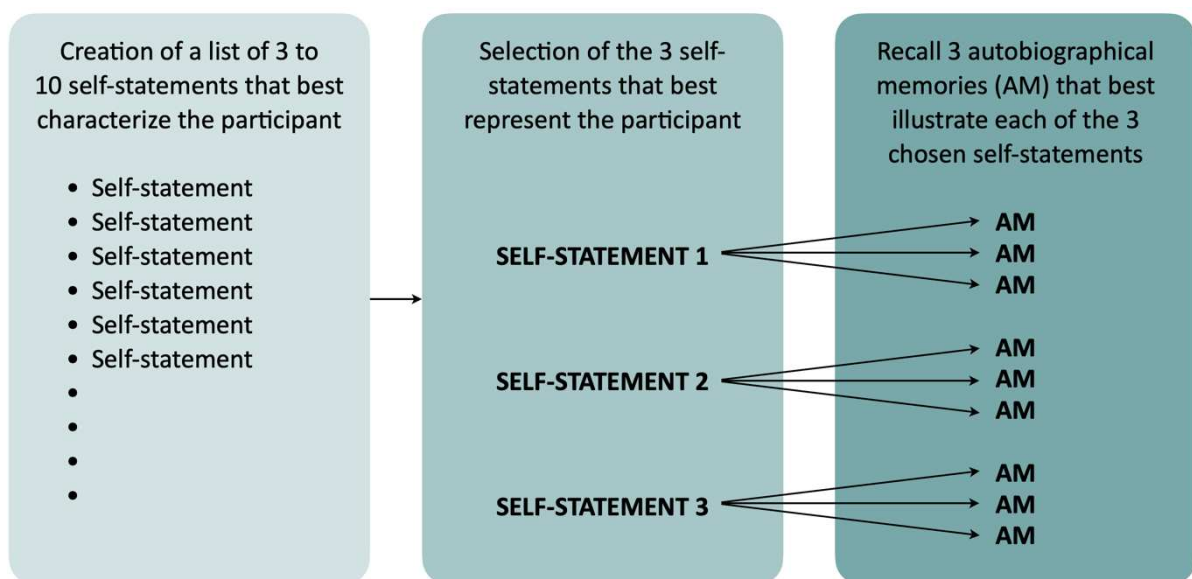 Creation of a list of 3 to
10 self-statements that best
characterize the participant
• Self-statement
• Self-statement
• Self-statement
• Self-statement
• Self-statement
• Self-statement
•
•
•
•
Selection of the 3 self-
statements that best
represent the participant
SELF-STATEMENT 1
SELF-STATEMENT 2
SELF-STATEMENT 3
Recall 3 autobiographical
memories (AM) that best
illustrate each of the 3
chosen self-statements
AM
AM
AM
AM
AM
AM
AM
AM
AM